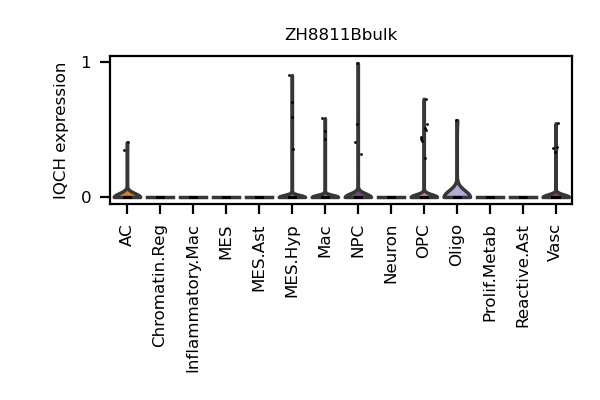 ZH8811Bbulk
IQCH expression
1
0
AC
Chromatin.Reg
Inflammatory.Mac
MES
MES.Ast
MES.Hyp
Mac
NPC
Neuron
OPC
Oligo
Prolif.Metab
Reactive.Ast
Vasc